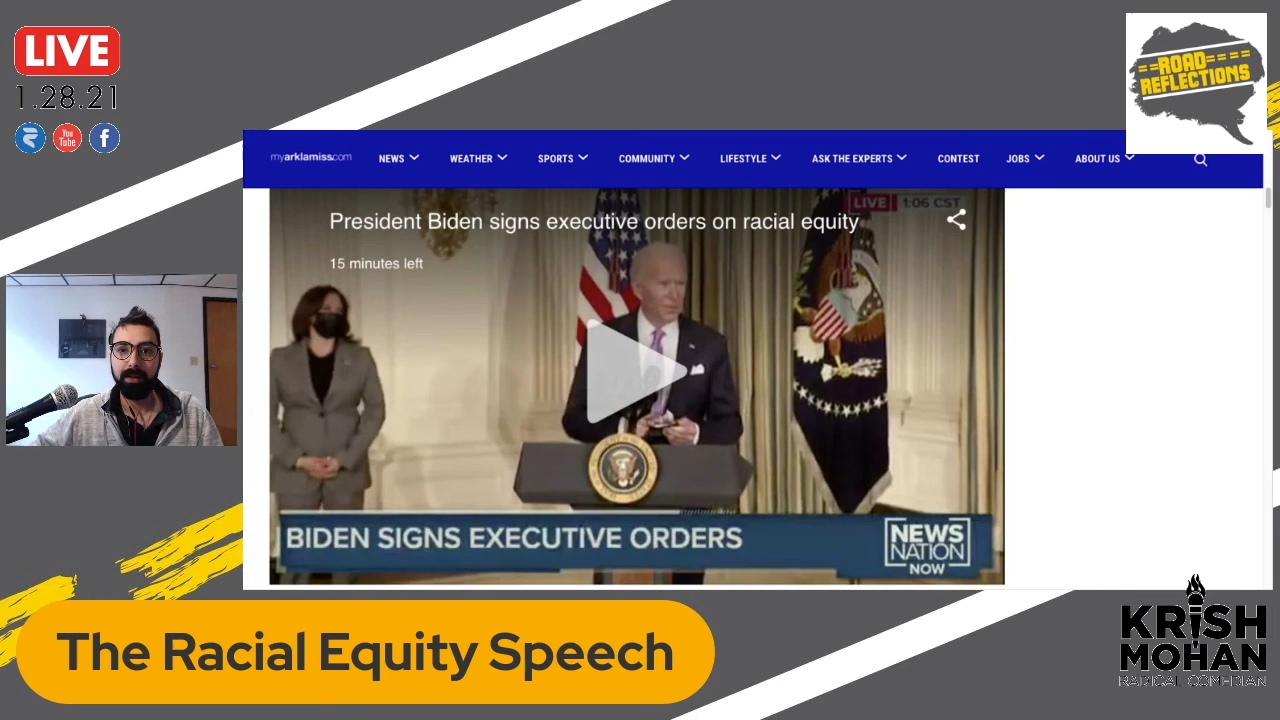 LIVE
1.28.21
You
Tube
f
==ROAD====
REFLECTIONS
myarklamiss.com
NEWS
WEATHER
SPORTS
COMMUNITY
LIFESTYLE
ASK THE EXPERTS
CONTEST
JOBS
ABOUT US
LIVE 1:06 CST
President Biden signs executive orders on racial equity
15 minutes left
BIDEN SIGNS EXECUTIVE ORDERS
NEWS
NATION
NOW
The Racial Equity Speech
KRISH
MOHAN
RADICAL COMEDIAN